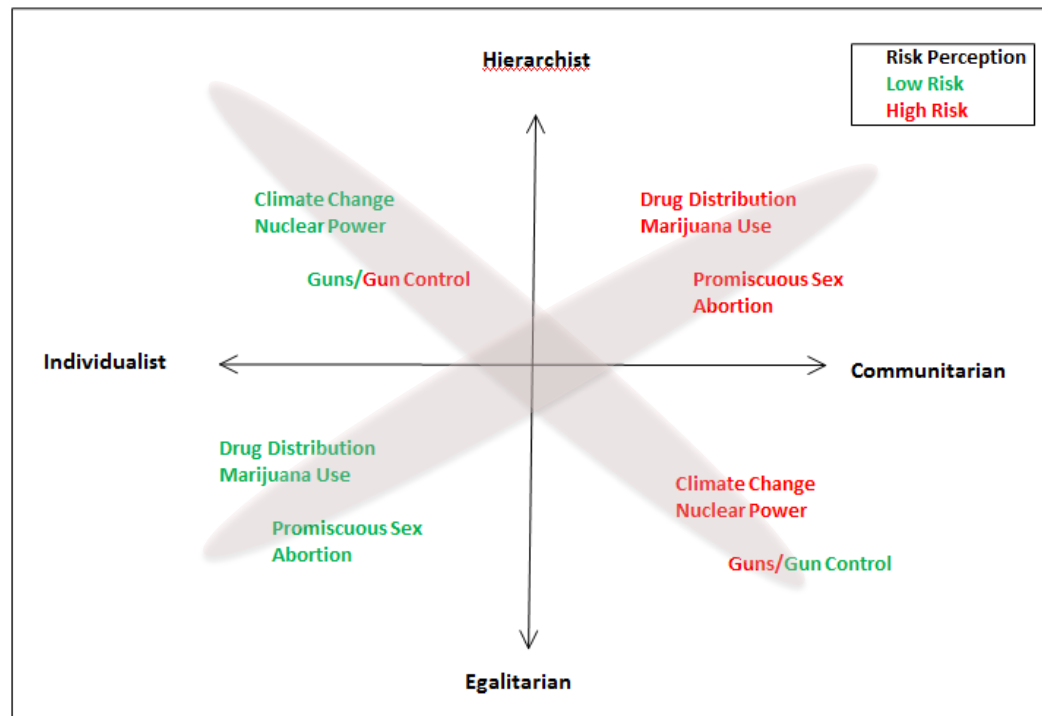 Hierarchist
Risk Perception
Low Risk
High Risk
Climate Change
Nuclear Power
Guns/Gun Control
Drug Distribution
Marijuana Use
Promiscuous Sex
Abortion
Individualist
Communitarian
Drug Distribution
Marijuana Use
Promiscuous Sex
Abortion
Climate Change
Nuclear Power
Guns/Gun Control
Egalitarian